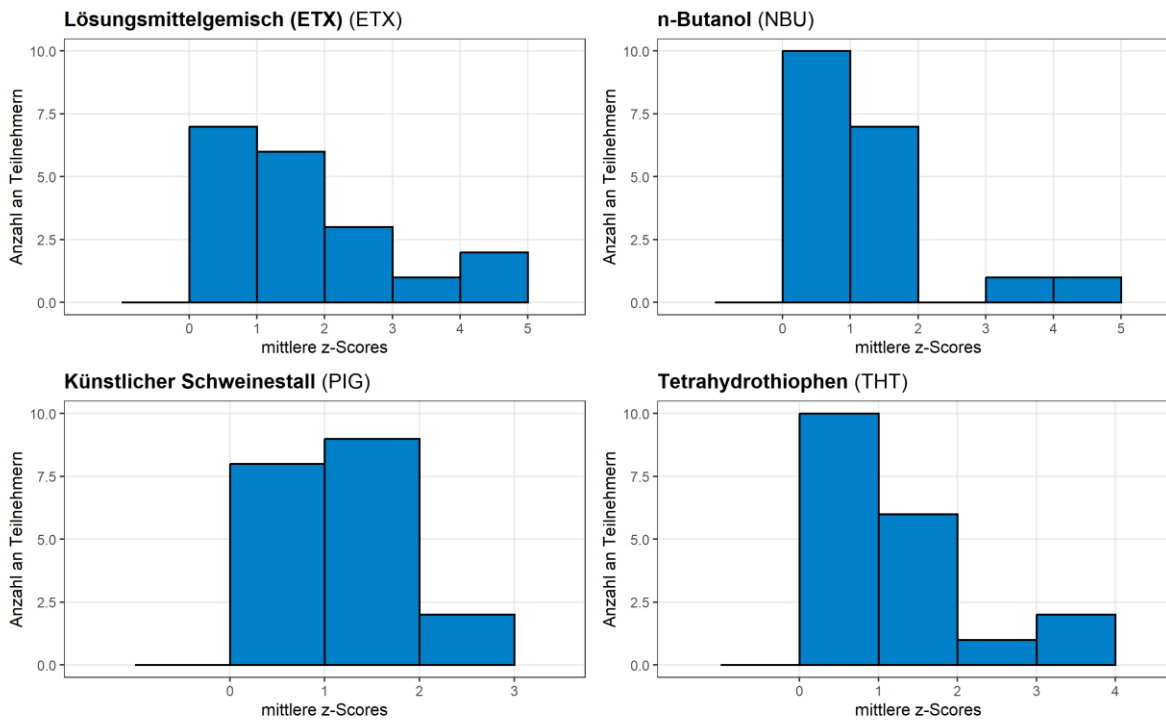 Lösungsmittelgemisch (ETX) (ETX)
10.0
7.5
5.0
2.5
0.0
Anzahl an Teilnehmern
0 1 2 3 4 5
mittlere z-Scores
n-Butanol (NBU)
10.0
7.5
5.0
2.5
0.0
Anzahl an Teilnehmern
0 1 2 3 4 5
mittlere z-Scores
Künstlicher Schweinestall (PIG)
10.0
7.5
5.0
2.5
0.0
Anzahl an Teilnehmern
0 1 2 3
mittlere z-Scores
Tetrahydrothiophen (THT)
10.0
7.5
5.0
2.5
0.0
Anzahl an Teilnehmern
0 1 2 3 4
mittlere z-Scores